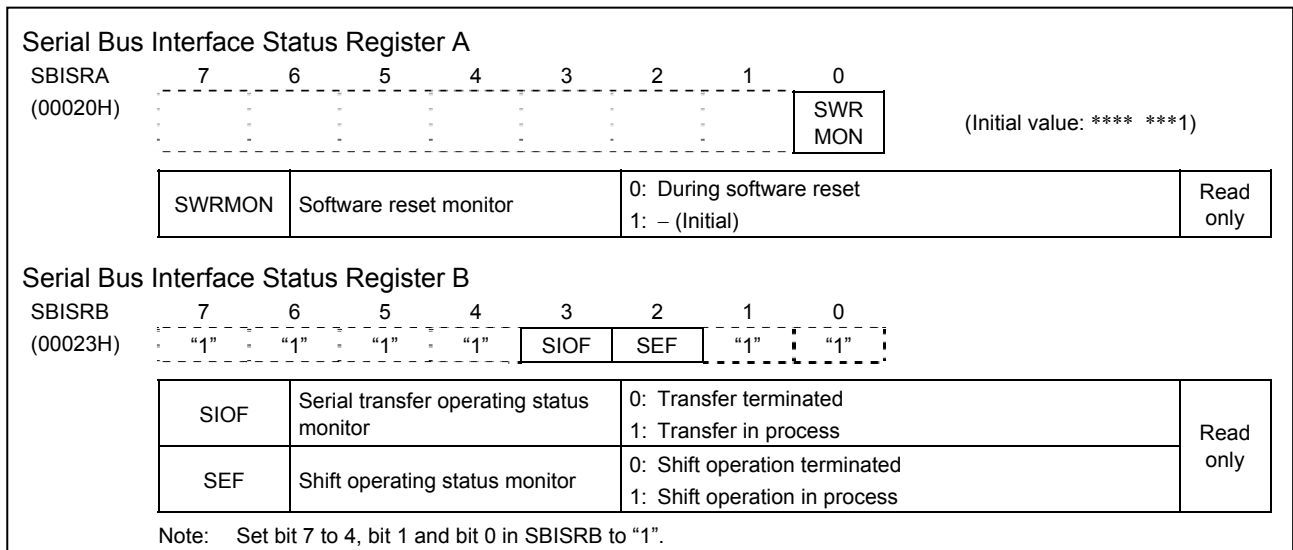 Serial Bus Interface Status Register A
SBISRA 7 6 5 4 3 2 1 0
(00020H) SWR MON (Initial value: **** ***1)
SWRMON Software reset monitor 0: During software reset Read only
1: – (Initial)
Serial Bus Interface Status Register B
SBISRB 7 6 5 4 3 2 1 0
(00023H) “1” “1” “1” “1” SIOF SEF “1” “1”
SIOF Serial transfer operating status monitor 0: Transfer terminated
1: Transfer in process Read only
SEF Shift operating status monitor 0: Shift operation terminated
1: Shift operation in process
Note: Set bit 7 to 4, bit 1 and bit 0 in SBISRB to “1”.